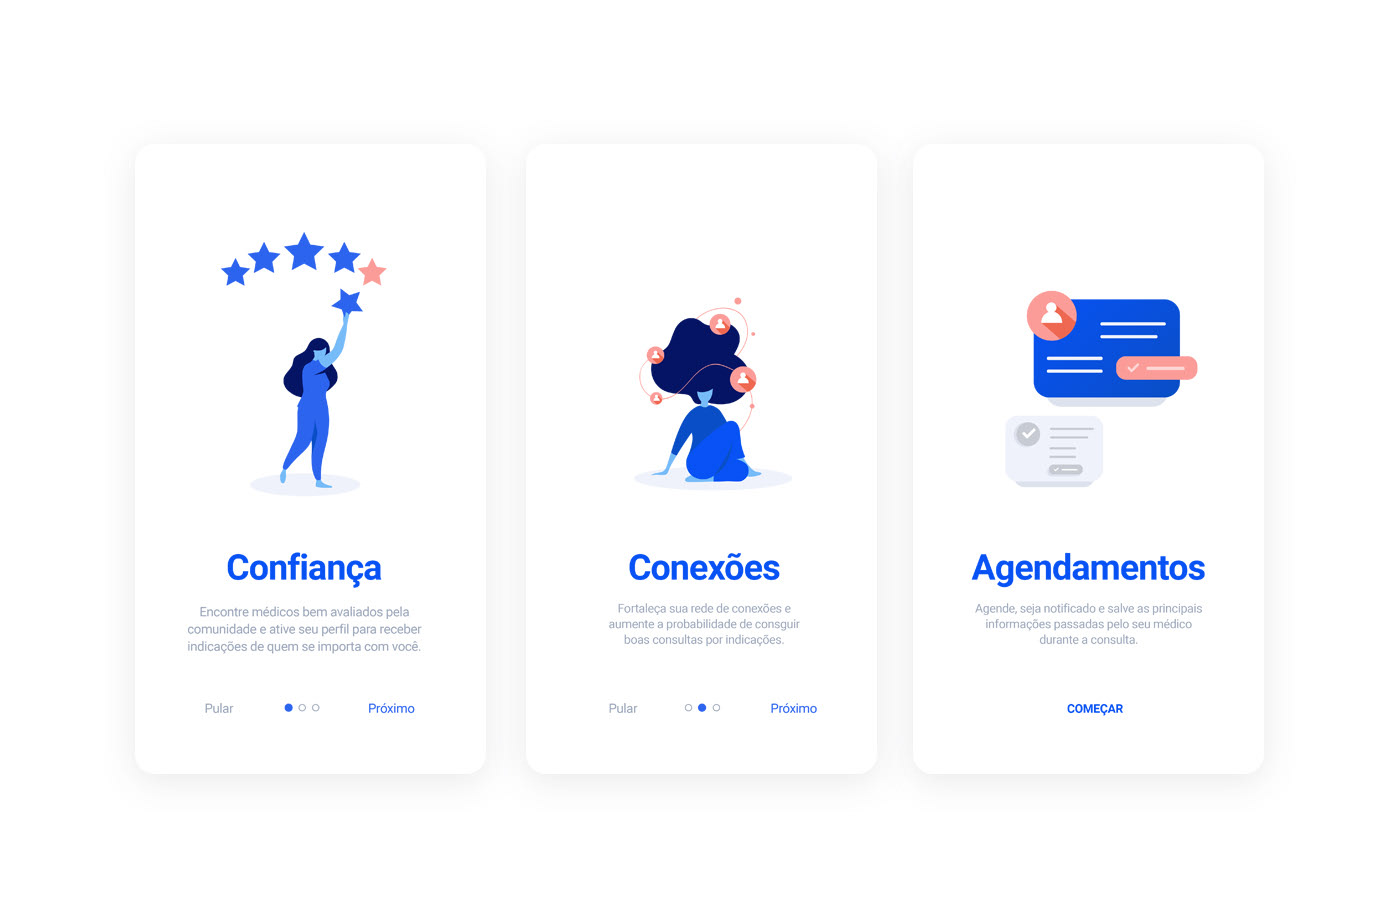 Confiança
Encontre médicos bem avaliados pela
comunidade e ative seu perfil para receber
indicações de quem se importa com você.
Pular
Próximo
Conexões
Fortaleça sua rede de conexões e
aumente a probabilidade de consguir
boas consultas por indicações.
Pular
Próximo
Agendamentos
Agende, seja notificado e salve as principais
informações passadas pelo seu médico
durante a consulta.
COMEÇAR